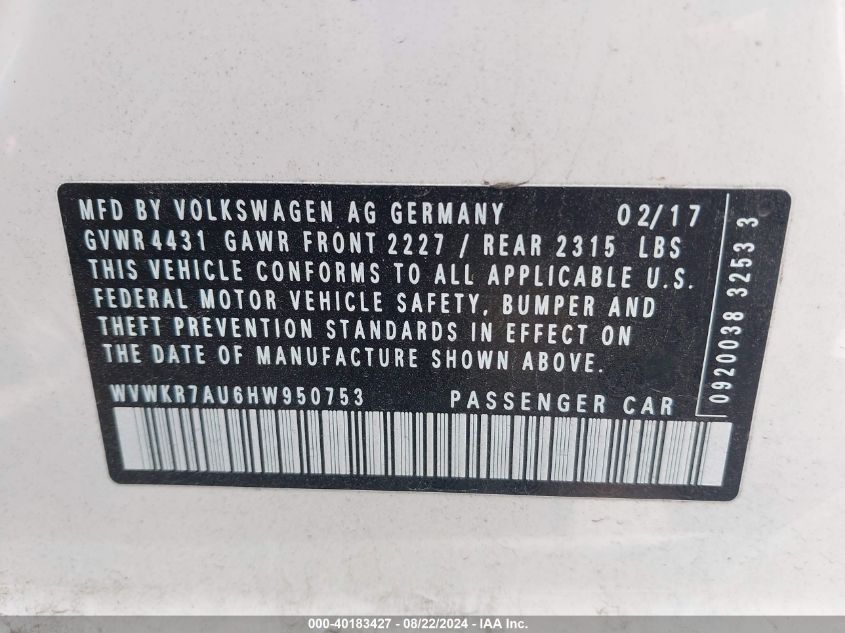 MFD BY VOLKSWAGEN AG GERMANY 02/17
GVWR 4431 GAWR FRONT 2227 / REAR 2315 LBS
THIS VEHICLE CONFORMS TO ALL APPLICABLE U.S.
FEDERAL MOTOR VEHICLE SAFETY, BUMPER AND
THEFT PREVENTION STANDARDS IN EFFECT ON
THE DATE OF MANUFACTURE SHOWN ABOVE.
WVWKR7AU6HW950753 PASSENGER CAR
0920038 3253 3
000-40183427 - 08/22/2024 - IAA Inc.